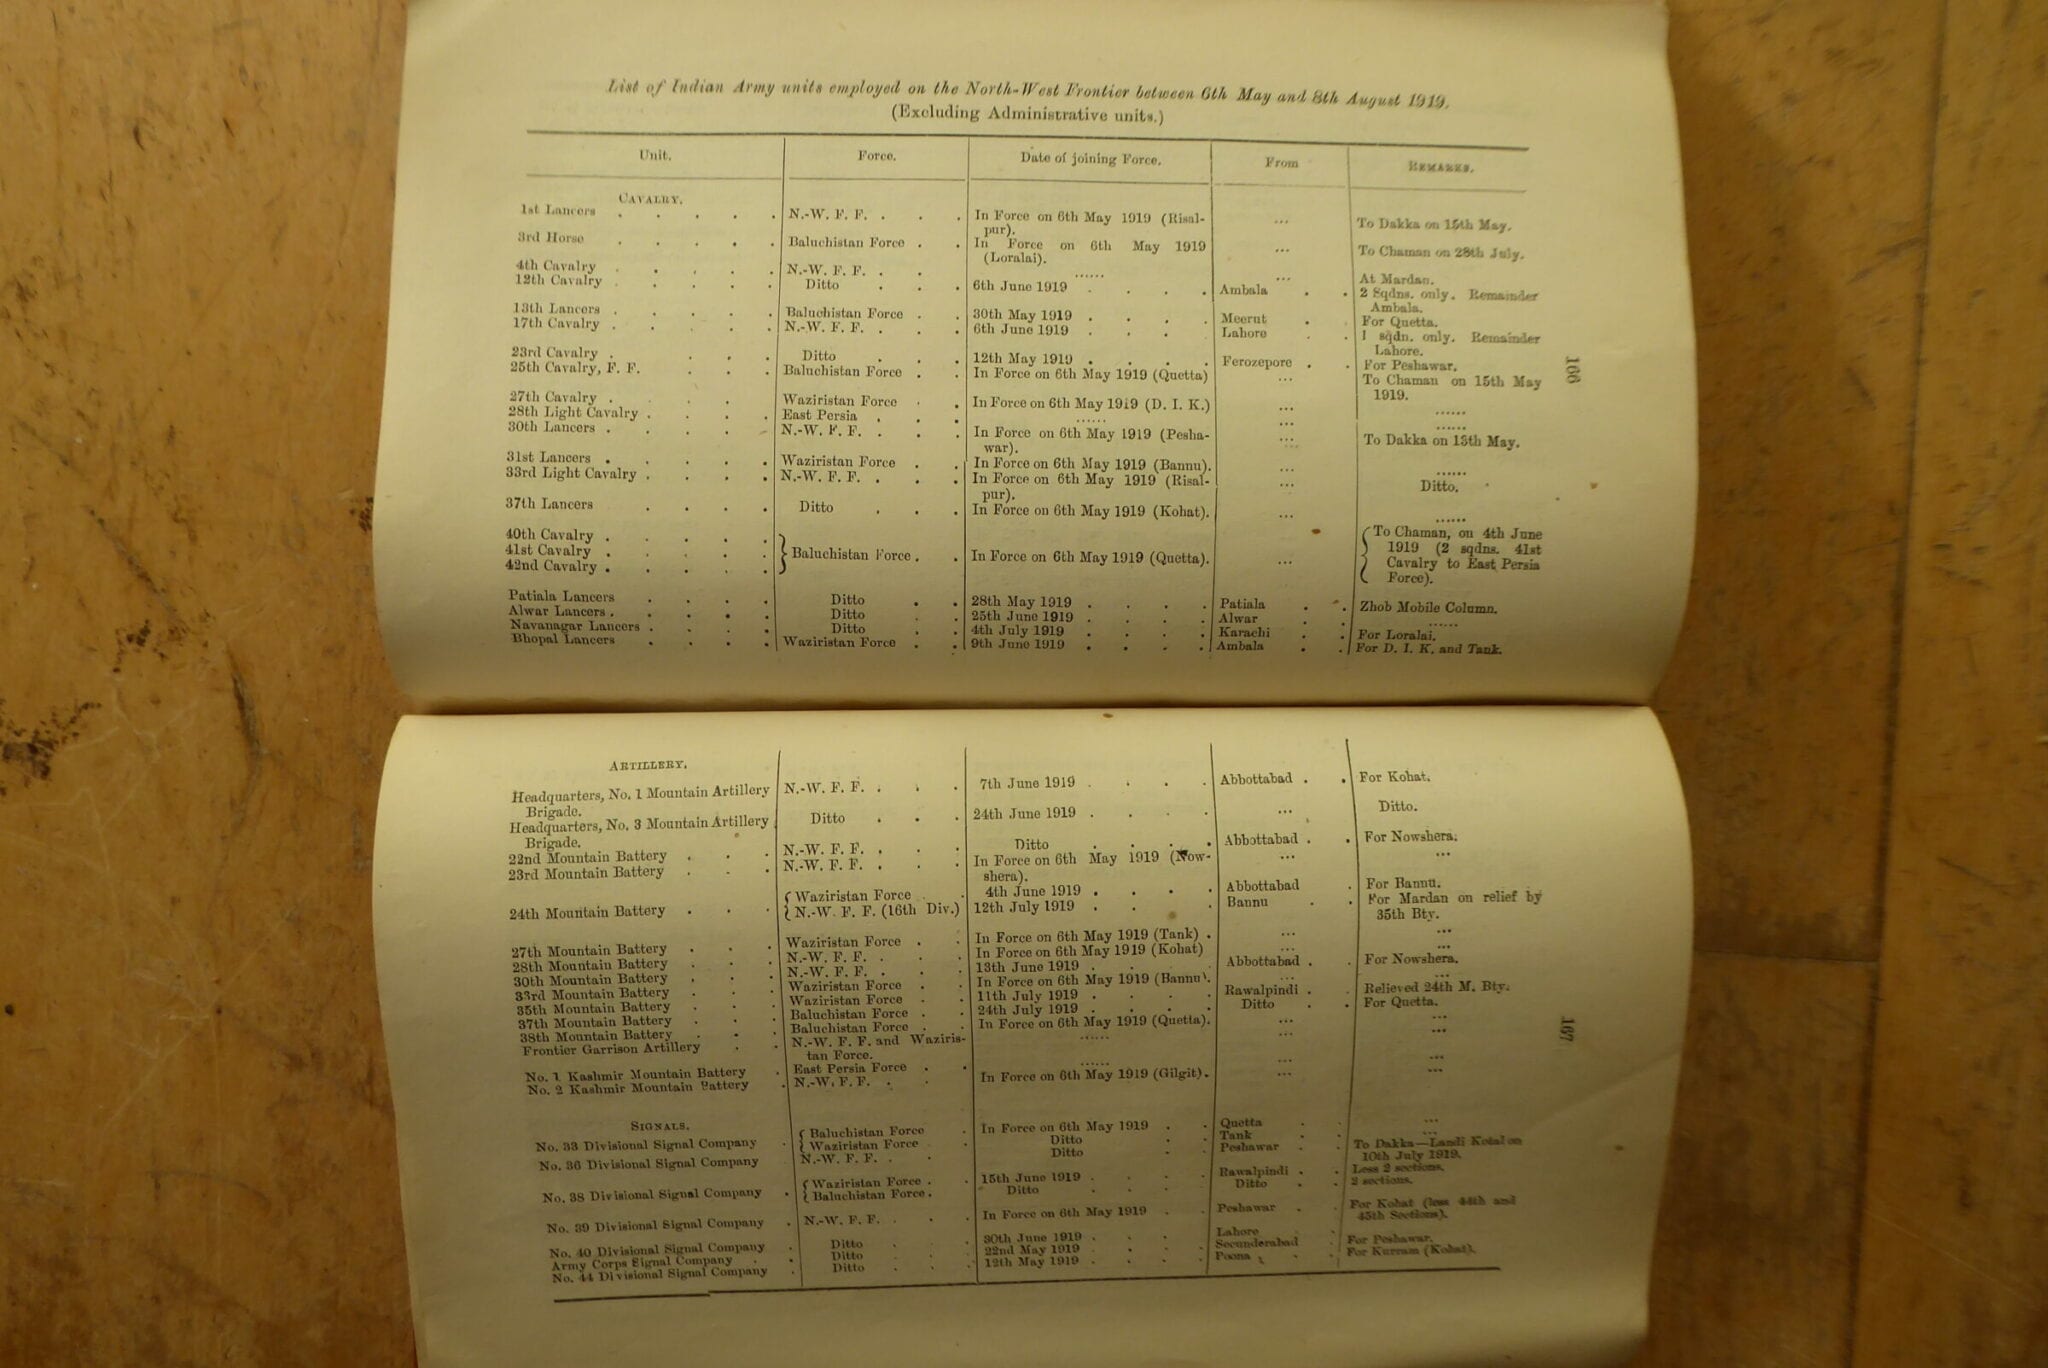 List of Indian Army units employed on the North-West Frontier between 6th May and 8th August 1919.
(Excluding Administrative units.)
Unit. Force. Date of joining Force. From REMARKS.
CAVALRY.
1st Lancers . . . . . N.-W. F. F. . . . In Force on 6th May 1919 (Risal-pur). ... To Dakka on 15th May.
3rd Horse . . . . . Baluchistan Force . . In Force on 6th May 1919 (Loralai). ... To Chaman on 28th July.
4th Cavalry . . . . . N.-W. F. F. . . ...... ... At Mardan.
12th Cavalry . . . . . Ditto . . . 6th June 1919 . . . . Ambala . . 2 Sqdns. only. Remainder Ambala.
13th Lancers . . . . . Baluchistan Force . . 30th May 1919 . . . . Meerut . For Quetta.
17th Cavalry . . . . . N.-W. F. F. . . . 6th June 1919 . . . . Lahore . . 1 sqdn. only. Remainder Lahore.
23rd Cavalry . . . . Ditto . . . 12th May 1919 . . . . Ferozepore . . For Peshawar.
25th Cavalry, F. F. . . . Baluchistan Force . . In Force on 6th May 1919 (Quetta) ... To Chaman on 15th May 1919.
27th Cavalry . . . . Waziristan Force . . In Force on 6th May 1919 (D. I. K.) ... ......
28th Light Cavalry . . . . East Persia . . . ...... ... ......
30th Lancers . . . . N.-W. F. F. . . . In Force on 6th May 1919 (Pesha-war). ... To Dakka on 13th May.
31st Lancers . . . . . Waziristan Force . . In Force on 6th May 1919 (Bannu). ... ......
33rd Light Cavalry . . . . N.-W. F. F. . . . In Force on 6th May 1919 (Risal-pur). ... Ditto.
37th Lancers . . . . Ditto . . . In Force on 6th May 1919 (Kohat). ... ......
40th Cavalry . . . . . To Chaman, on 4th June
41st Cavalry . . . . . } Baluchistan Force . . In Force on 6th May 1919 (Quetta). ... { 1919 (2 sqdns. 41st
42nd Cavalry . . . . . Cavalry to East Persia
Force).
Patiala Lancers . . . . Ditto . . 28th May 1919 . . . . Patiala . . Zhob Mobile Column.
Alwar Lancers . . . . . Ditto . . 25th June 1919 . . . . Alwar . . ......
Navanagar Lancers . . . . Ditto . . 4th July 1919 . . . . Karachi . . For Loralai.
Bhopal Lancers . . . . Waziristan Force . . 9th June 1919 . . . . Ambala . . For D. I. K. and Tank.
166
ARTILLERY.
Headquarters, No. 1 Mountain Artillery Brigade. N.-W. F. F. . . . 7th June 1919 . . . . Abbottabad . . For Kohat.
Headquarters, No. 3 Mountain Artillery Brigade. Ditto . . . 24th June 1919 . . . . ... Ditto.
22nd Mountain Battery . . . N.-W. F. F. . . . Ditto . . . . Abbottabad . . For Nowshera.
23rd Mountain Battery . . . N.-W. F. F. . . . In Force on 6th May 1919 (Now-shera). ... ...
24th Mountain Battery . . . { Waziristan Force . . 4th June 1919 . . . . Abbottabad . For Bannu.
N.-W. F. F. (16th Div.) 12th July 1919 . . . Bannu . . For Mardan on relief by 35th Bty.
27th Mountain Battery . . . Waziristan Force . . In Force on 6th May 1919 (Tank) . ... ...
28th Mountain Battery . . . N.-W. F. F. . . . In Force on 6th May 1919 (Kohat) ... ...
30th Mountain Battery . . . N.-W. F. F. . . . 13th June 1919 . . . . Abbottabad . . For Nowshera.
33rd Mountain Battery . . . Waziristan Force . . In Force on 6th May 1919 (Bannu). ... ...
35th Mountain Battery . . . Waziristan Force . . 11th July 1919 . . . . Rawalpindi . . Relieved 24th M. Bty.
37th Mountain Battery . . . Baluchistan Force . . 24th July 1919 . . . . Ditto . . For Quetta.
38th Mountain Battery . . . Baluchistan Force . . In Force on 6th May 1919 (Quetta). ... ...
Frontier Garrison Artillery . . N.-W. F. F. and Waziris-tan Force. ...... ... ...
No. 1 Kashmir Mountain Battery . East Persia Force . . ...... ... ...
No. 2 Kashmir Mountain Battery . N.-W. F. F. . . In Force on 6th May 1919 (Gilgit). ... ...
SIGNALS.
No. 33 Divisional Signal Company . { Baluchistan Force . In Force on 6th May 1919 . . Quetta . . ...
Waziristan Force . Ditto . . Tank . . ...
No. 36 Divisional Signal Company N.-W. F. F. . . Ditto . . Peshawar . . To Dakka—Landi Kotal on 10th July 1919.
No. 38 Divisional Signal Company . { Waziristan Force . . 15th June 1919 . . . . Rawalpindi . . Less 2 sections.
Baluchistan Force . Ditto . . . Ditto . . 2 sections.
No. 39 Divisional Signal Company . N.-W. F. F. . . . In Force on 6th May 1919 . . Peshawar . . For Kohat (less 44th and 45th Sections).
No. 40 Divisional Signal Company . Ditto . . 30th June 1919 . . . Lahore . For Peshawar.
Army Corps Signal Company . . Ditto . . 22nd May 1919 . . . . Secunderabad . For Kurram (Kohat).
No. 44 Divisional Signal Company . Ditto . . . 12th May 1919 . . . . Poona . .
167